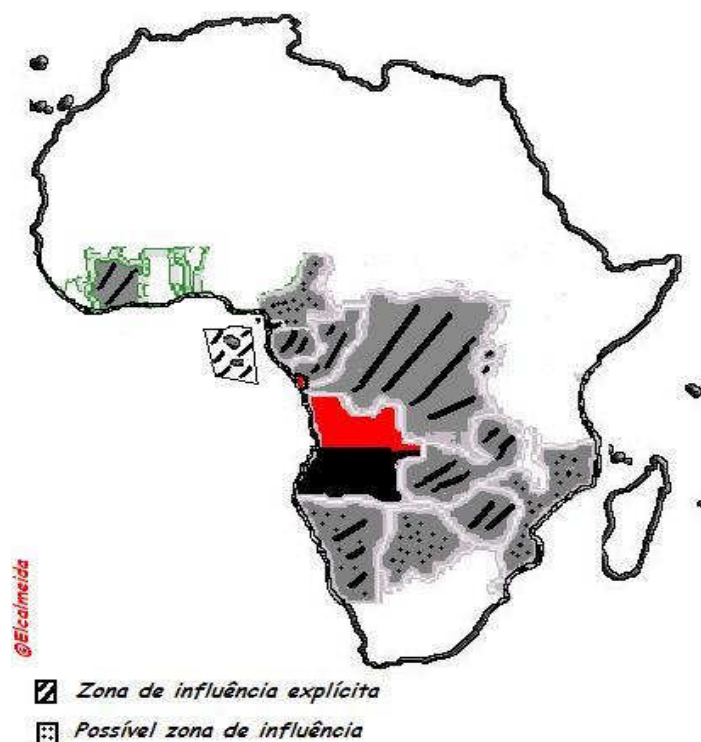 @Elcalmeida
Zona de influência explícita
Possível zona de influência